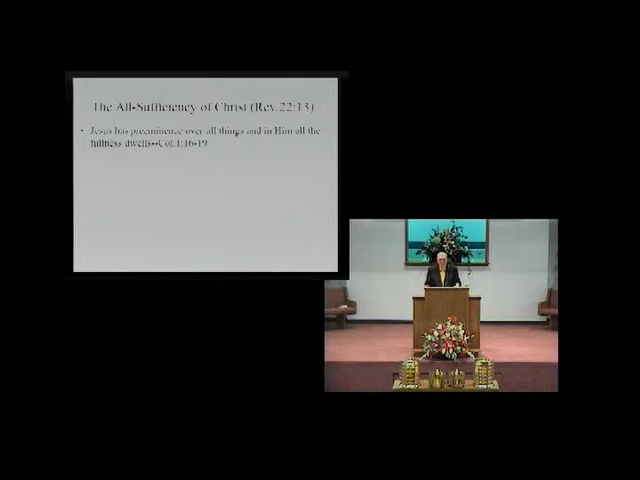 The All-Sufficiency of Christ (Rev.22:13)
• Jesus has preeminence over all things and in Him all the
fullness dwells--Col.1:16-19